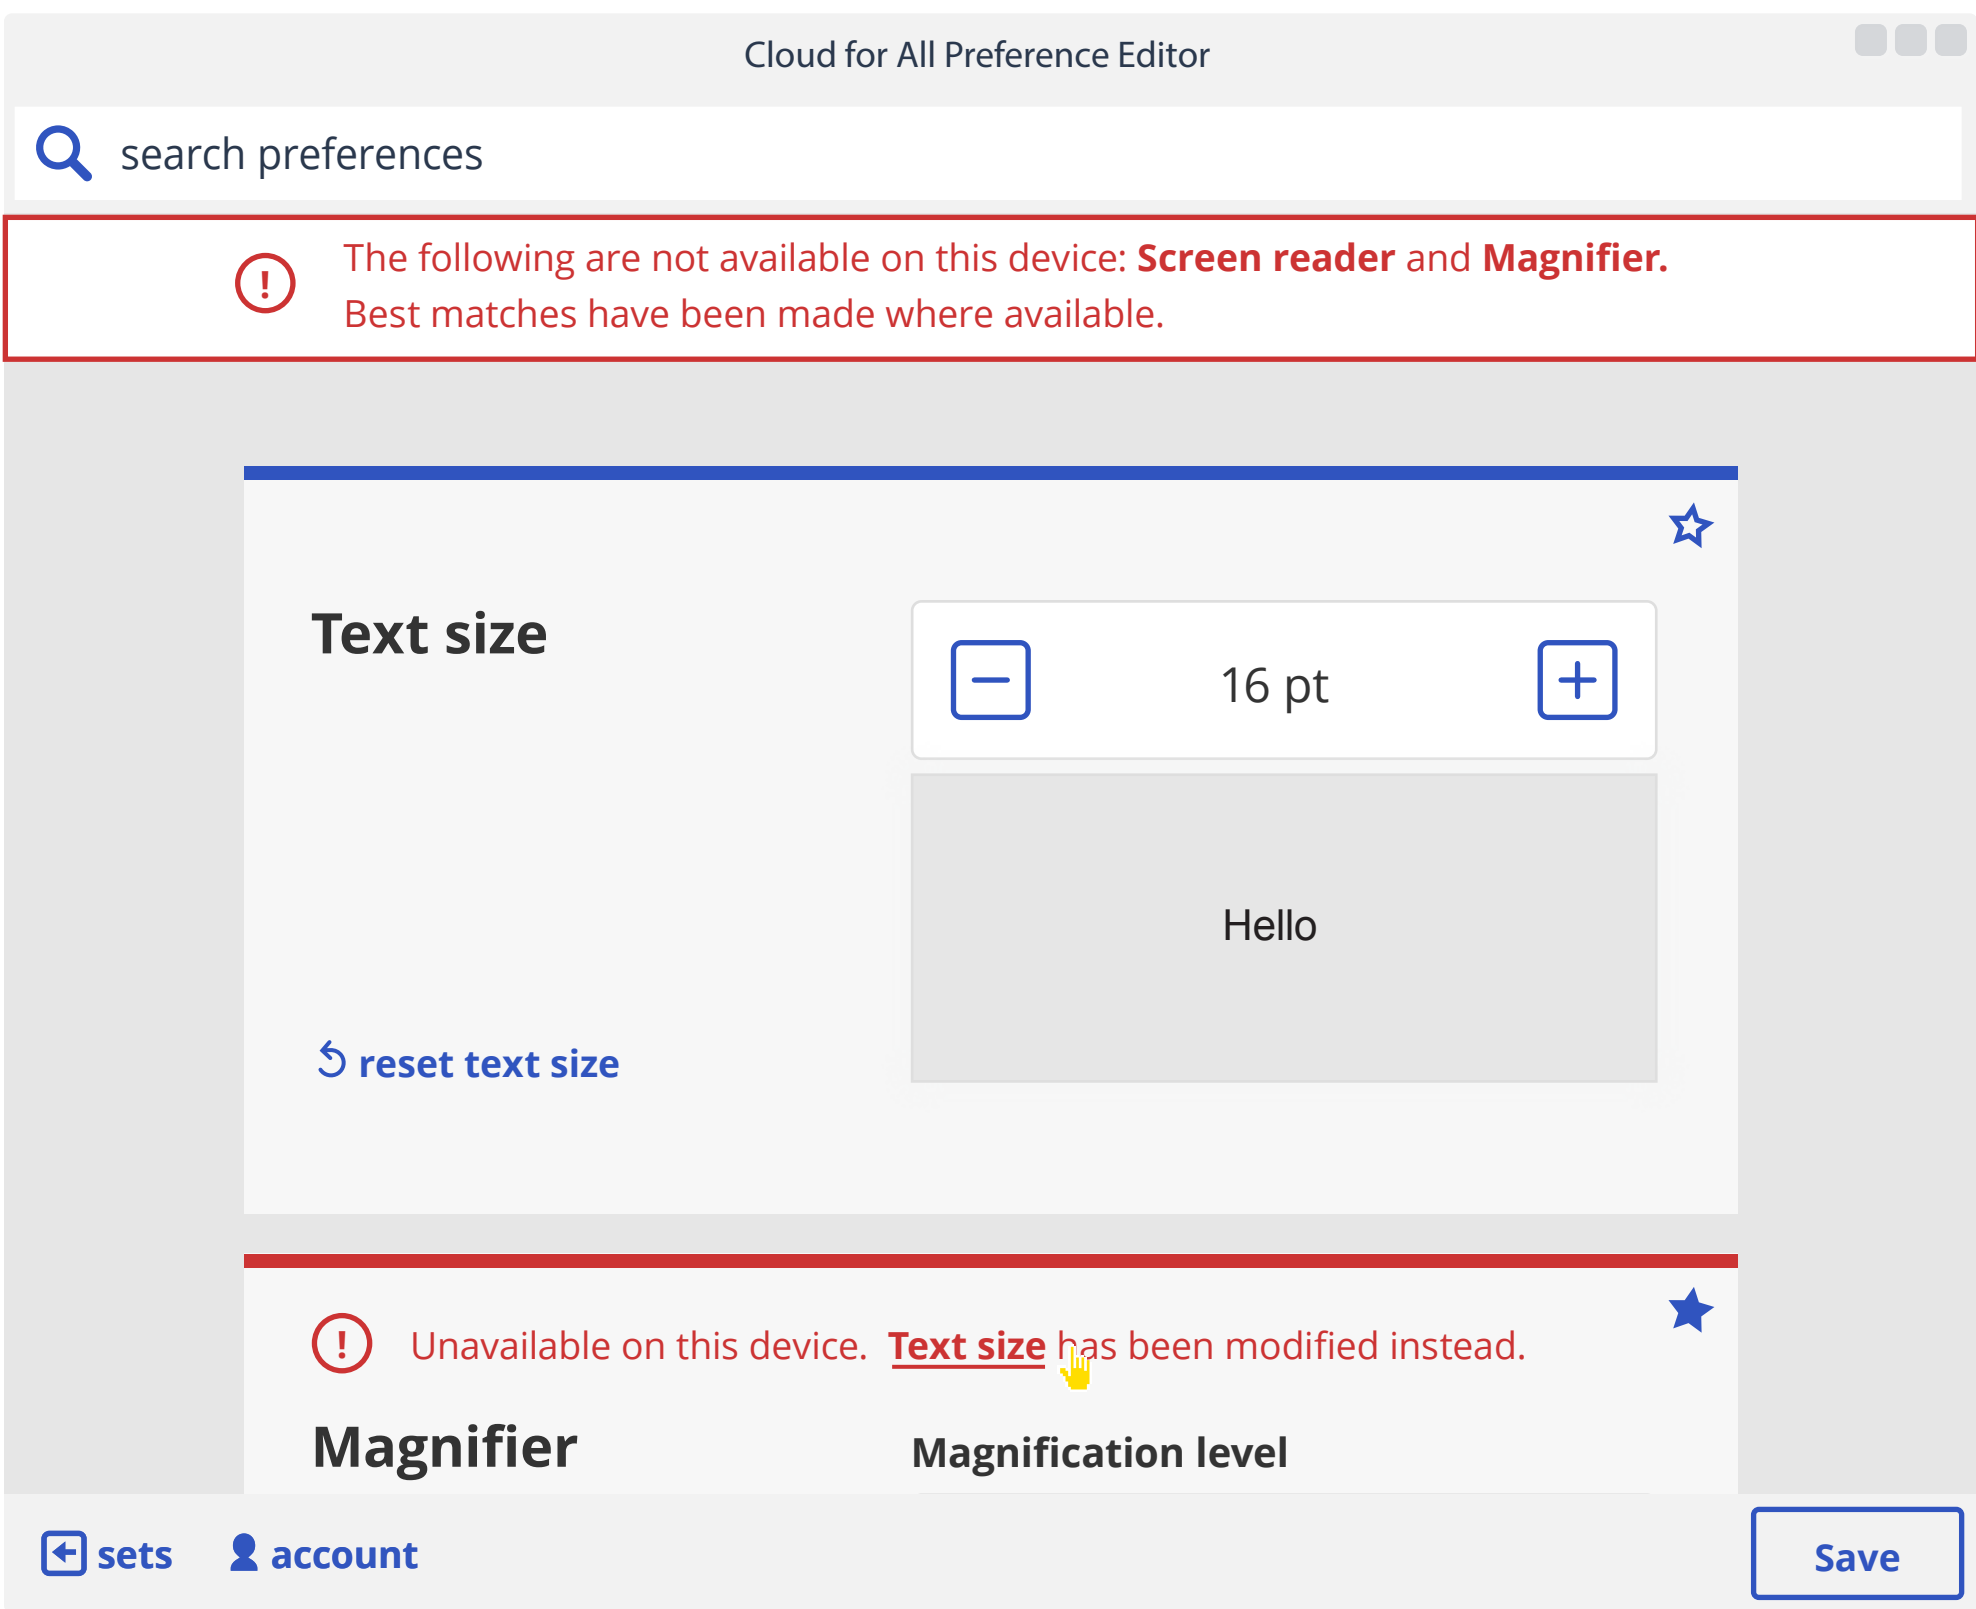 Cloud for All Preference Editor
search preferences
The following are not available on this device: Screen reader and Magnifier.
Best matches have been made where available.
Text size
16 pt
Hello
reset text size
Unavailable on this device. Text size has been modified instead.
Magnifier
Magnification level
sets
account
Save